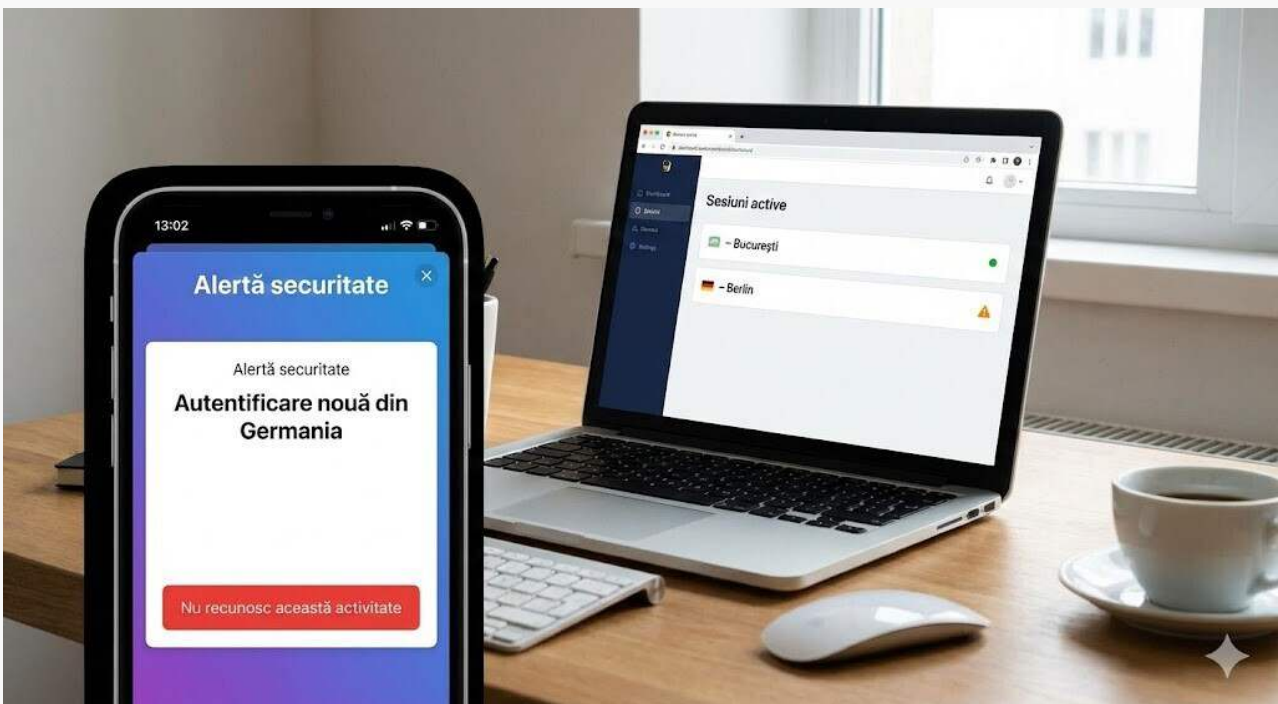 13:02
Alertă securitate
Alertă securitate
Autentificare nouă din
Germania
Nu recunosc această activitate
Sesiuni active
– București
– Berlin